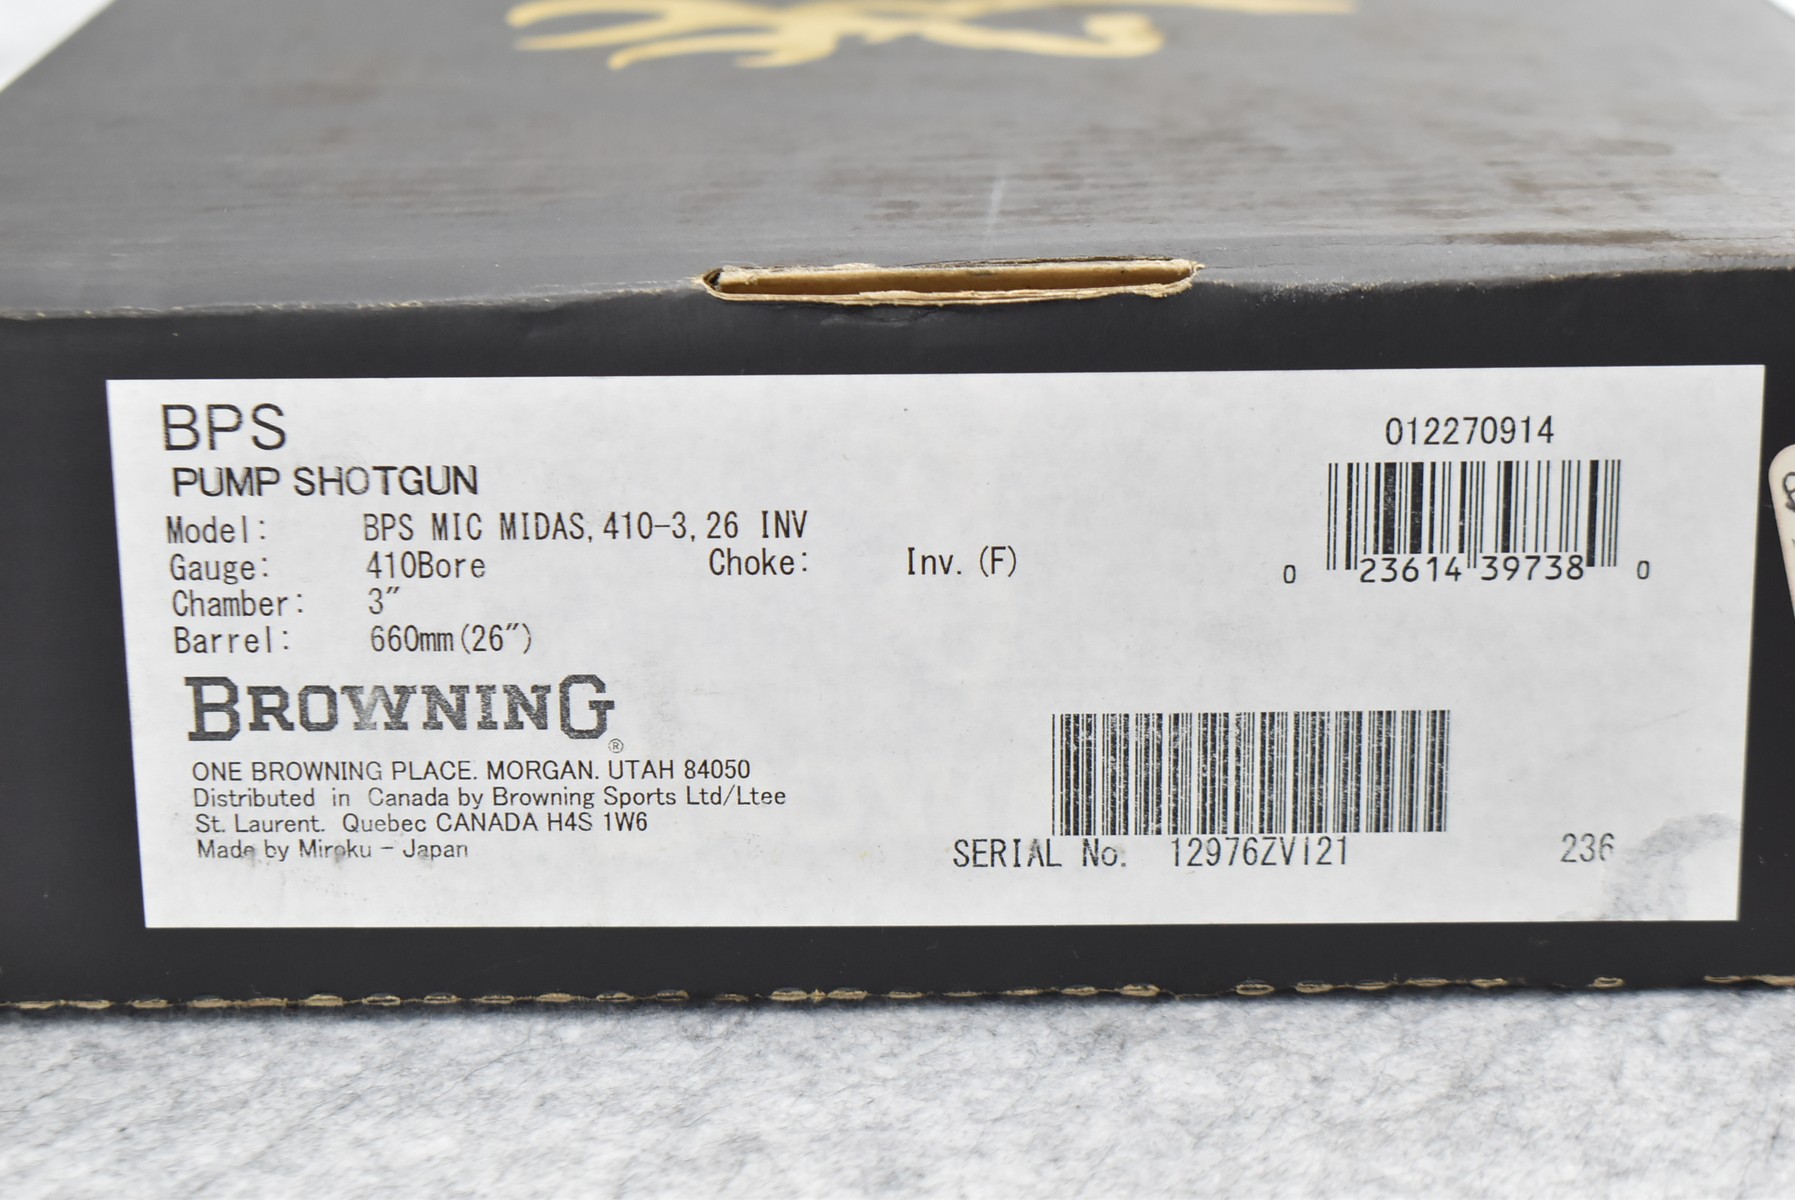 BPS
PUMP SHOTGUN
Model: BPS MIC MIDAS,410-3,26 INV
Gauge: 410Bore Choke: Inv.(F)
Chamber: 3"
Barrel: 660mm(26")
BROWNING®
ONE BROWNING PLACE. MORGAN. UTAH 84050
Distributed in Canada by Browning Sports Ltd/Ltee
St. Laurent. Quebec CANADA H4S 1W6
Made by Miroku - Japan
012270914
0 23614 39738 0
SERIAL No. 12976ZV121 236